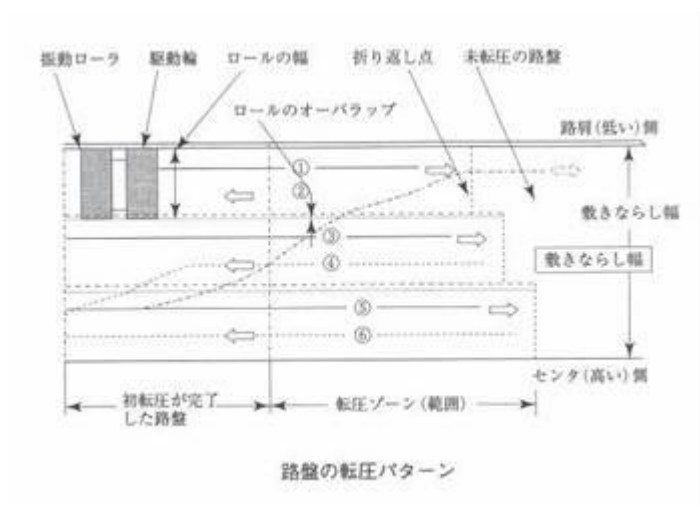 振動ローラ
駆動輪
ロールの幅
折り返し点
未転圧の路盤
ロールのオーバラップ
路肩(低い)側
①
②
敷きならし幅
③
④
敷きならし幅
⑤
⑥
センタ(高い)側
初転圧が完了
した路盤
転圧ゾーン(範囲)
路盤の転圧パターン